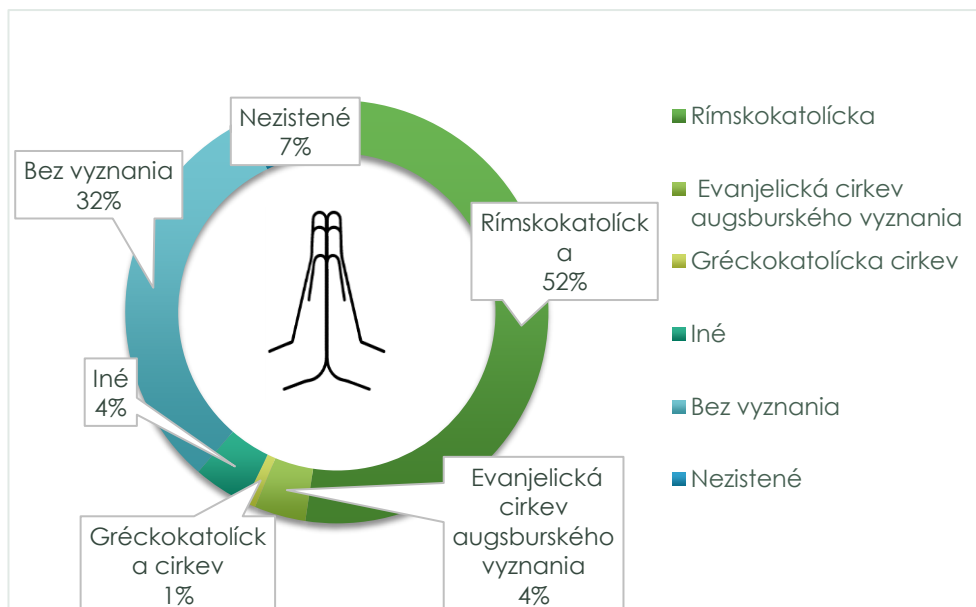 Nezistené
7%
Bez vyznania
32%
Rímskokatolíck
a
52%
Iné
4%
Gréckokatolíck
a cirkev
1%
Evanjelická
cirkev
augsburského
vyznania
4%
Rímskokatolícka
Evanjelická cirkev
augsburského vyznania
Gréckokatolícka cirkev
Iné
Bez vyznania
Nezistené